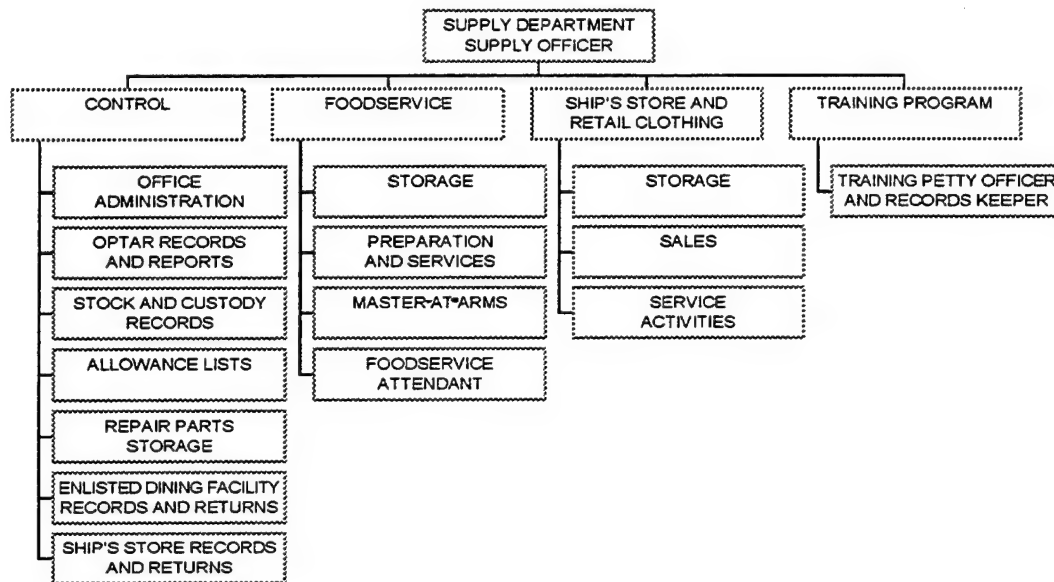 SUPPLY DEPARTMENT
SUPPLY OFFICER
CONTROL
OFFICE
ADMINISTRATION
OPTAR RECORDS
AND REPORTS
STOCK AND CUSTODY
RECORDS
ALLOWANCE LISTS
REPAIR PARTS
STORAGE
ENLISTED DINING FACILITY
RECORDS AND RETURNS
SHIP'S STORE RECORDS
AND RETURNS
FOODSERVICE
STORAGE
PREPARATION
AND SERVICES
MASTER-AT-ARMS
FOODSERVICE
ATTENDANT
SHIP'S STORE AND
RETAIL CLOTHING
STORAGE
SALES
SERVICE
ACTIVITIES
TRAINING PROGRAM
TRAINING PETTY OFFICER
AND RECORDS KEEPER